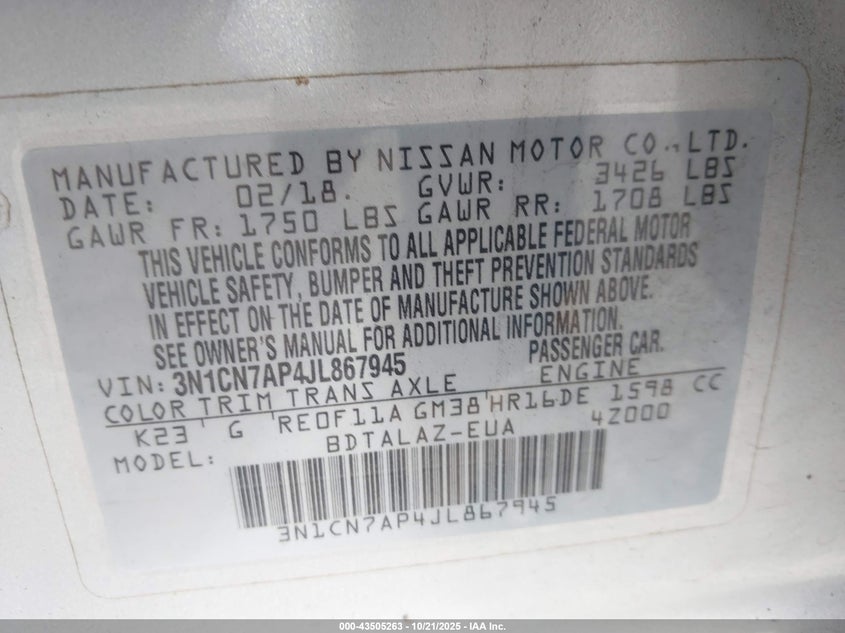 MANUFACTURED BY NISSAN MOTOR CO., LTD.
DATE: 02/18. GVWR: 3426 LBS
GAWR FR: 1750 LBS GAWR RR: 1708 LBS
THIS VEHICLE CONFORMS TO ALL APPLICABLE FEDERAL MOTOR
VEHICLE SAFETY, BUMPER AND THEFT PREVENTION STANDARDS
IN EFFECT ON THE DATE OF MANUFACTURE SHOWN ABOVE.
SEE OWNER'S MANUAL FOR ADDITIONAL INFORMATION.
VIN: 3N1CN7AP4JL867945 PASSENGER CAR.
COLOR TRIM TRANS AXLE ENGINE
K23 G RE0F11A GM38 HR16DE 1598 CC
MODEL: BDTALAZ-EUA 4Z000
3N1CN7AP4JL867945
000-43505263 - 10/21/2025 - IAA Inc.